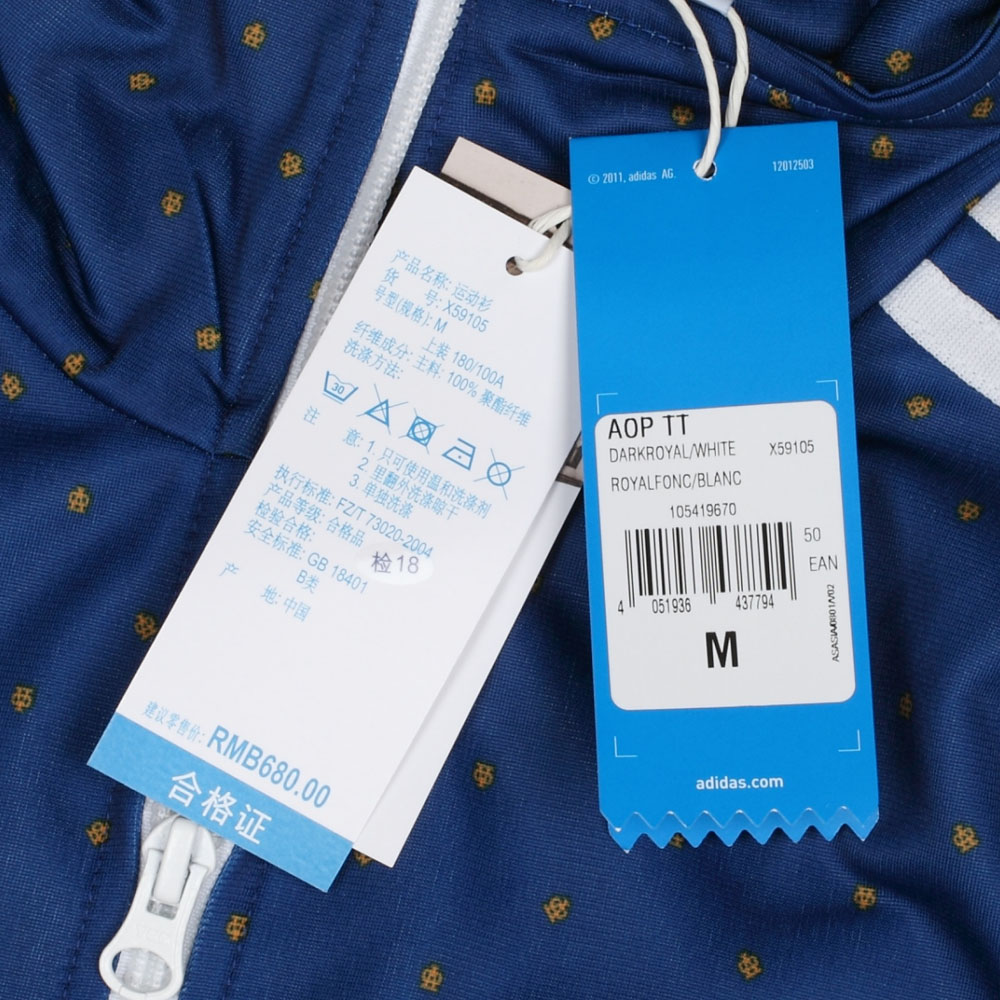 产品名称: 运动衫
货 号: X59105
号型(规格): M
上装 180/100A
纤维成分: 主料: 100% 聚酯纤维
洗涤方法:
30
注 意: 1. 只可使用温和洗涤剂
2. 里翻外洗涤晾干
3. 单独洗涤
执行标准: FZ/T 73020-2004
产品等级: 合格品
检验合格: 检18
安全标准: GB 18401
B类
产 地: 中国
建议零售价: RMB680.00
合格证
© 2011, adidas AG. 12012503
AOP TT
DARKROYAL/WHITE X59105
ROYALFONC/BLANC
105419670
50
EAN
4 051936 437794
M
ASASIA/0801/V02
adidas.com